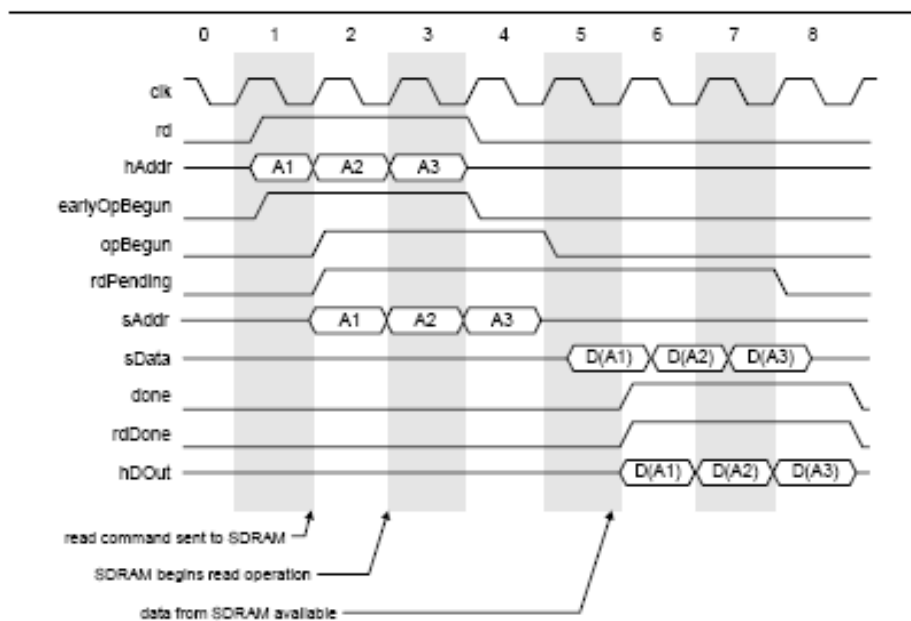 0 1 2 3 4 5 6 7 8
clk
rd
hAddr A1 A2 A3
earlyOpBegun
opBegun
rdPending
sAddr A1 A2 A3
sData D(A1) D(A2) D(A3)
done
rdDone
hDOut D(A1) D(A2) D(A3)
read command sent to SDRAM
SDRAM begins read operation
data from SDRAM available